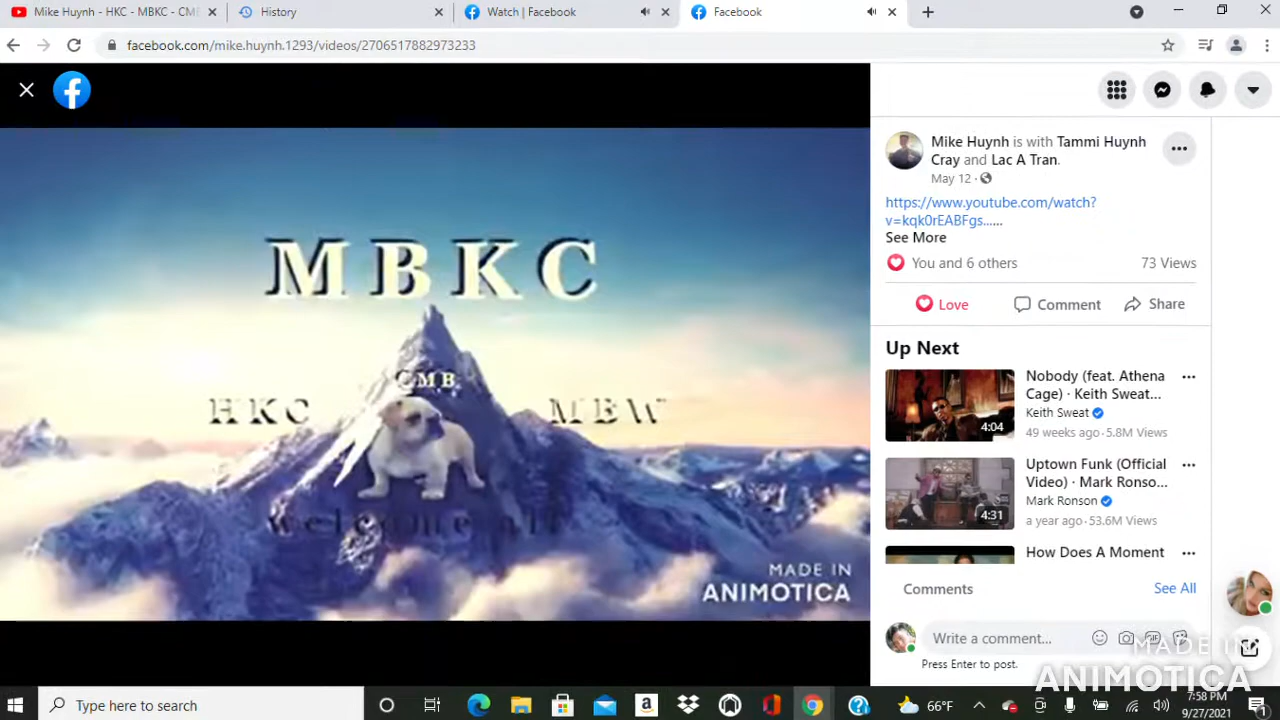 Mike Huynh - HKC - MBKC - CME
History
Watch | Facebook
Facebook
facebook.com/mike.huynh.1293/videos/2706517882973233
Mike Huynh is with Tammi Huynh
Cray and Lac A Tran.
May 12
https://www.youtube.com/watch?
v=kqk0rEABFgs......
See More
You and 6 others
73 Views
Love
Comment
Share
MBKC
CMB
HKC
MBW
welcome all
MADE IN
ANIMOTICA
Up Next
Nobody (feat. Athena
Cage) · Keith Sweat...
Keith Sweat
49 weeks ago · 5.8M Views
4:04
Uptown Funk (Official
Video) · Mark Ronso...
Mark Ronson
a year ago · 53.6M Views
4:31
How Does A Moment
Comments
See All
Write a comment...
GIF
Press Enter to post.
MADE IN
ANIMOTICA
Type here to search
66°F
7:58 PM
9/27/2021
1